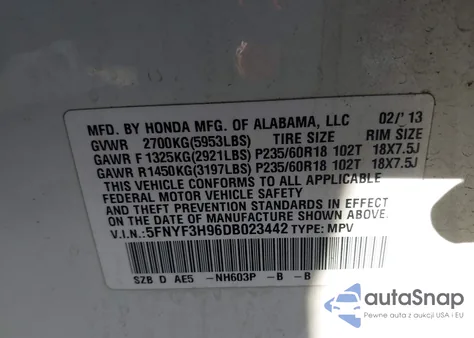 MFD. BY HONDA MFG. OF ALABAMA, LLC 02/'13
GVWR 2700KG(5953LBS) TIRE SIZE RIM SIZE
GAWR F 1325KG(2921LBS) P235/60R18 102T 18X7.5J
GAWR R 1450KG(3197LBS) P235/60R18 102T 18X7.5J
THIS VEHICLE CONFORMS TO ALL APPLICABLE
FEDERAL MOTOR VEHICLE SAFETY
AND THEFT PREVENTION STANDARDS IN EFFECT ON
THE DATE OF MANUFACTURE SHOWN ABOVE.
V.I.N.: 5FNYF3H96DB023442 TYPE: MPV
SZB D AE5 -NH603P -B -B
autoSnap
Pewne auta z aukcji USA i EU